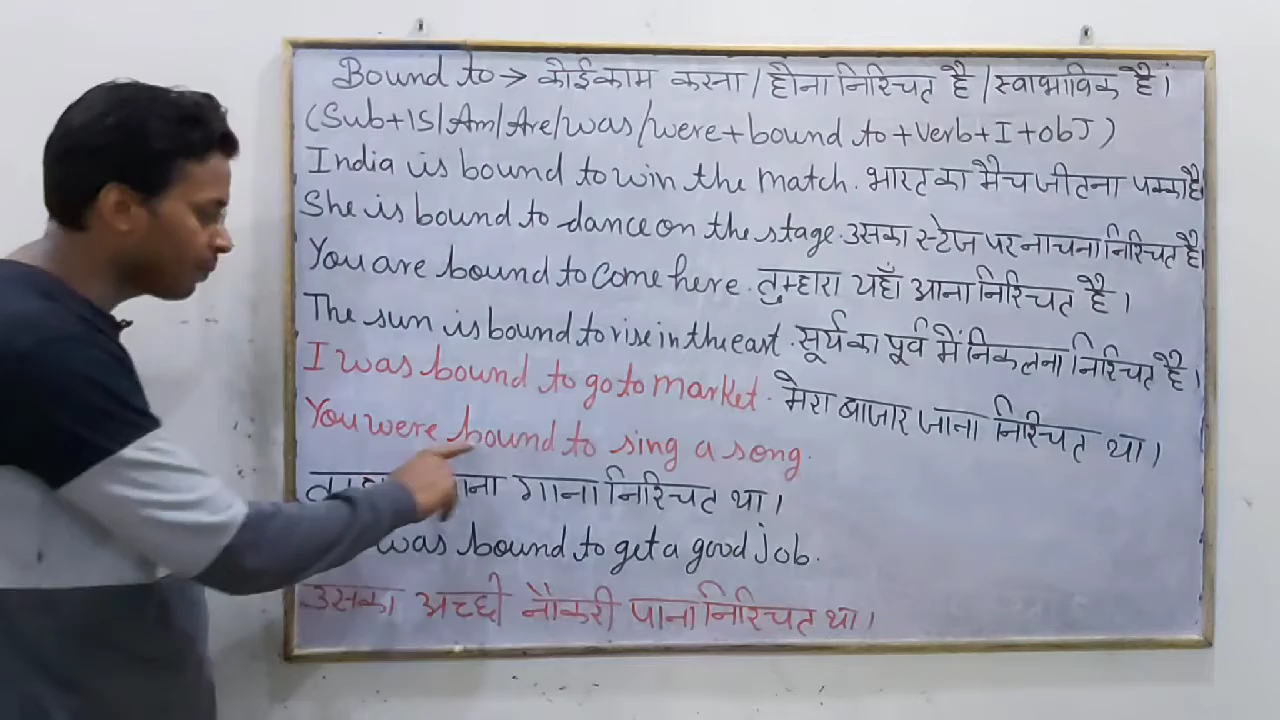 Bound to → कोई काम करना / होना निश्चित है / स्वाभाविक है।
(Sub+IS/Am/Are/was/were+bound to+Verb+I+obJ)
India is bound to win the match. भारत का मैच जीतना पक्का है।
She is bound to dance on the stage. उसका स्टेज पर नाचना निश्चित है।
You are bound to come here. तुम्हारा यहाँ आना निश्चित है।
The sun is bound to rise in the east. सूर्य का पूर्व में निकलना निश्चित है।
I was bound to go to market. मेरा बाजार जाना निश्चित था।
You were bound to sing a song.
गाना निश्चित था।
was bound to get a good job.
उसका अच्छी नौकरी पाना निश्चित था।